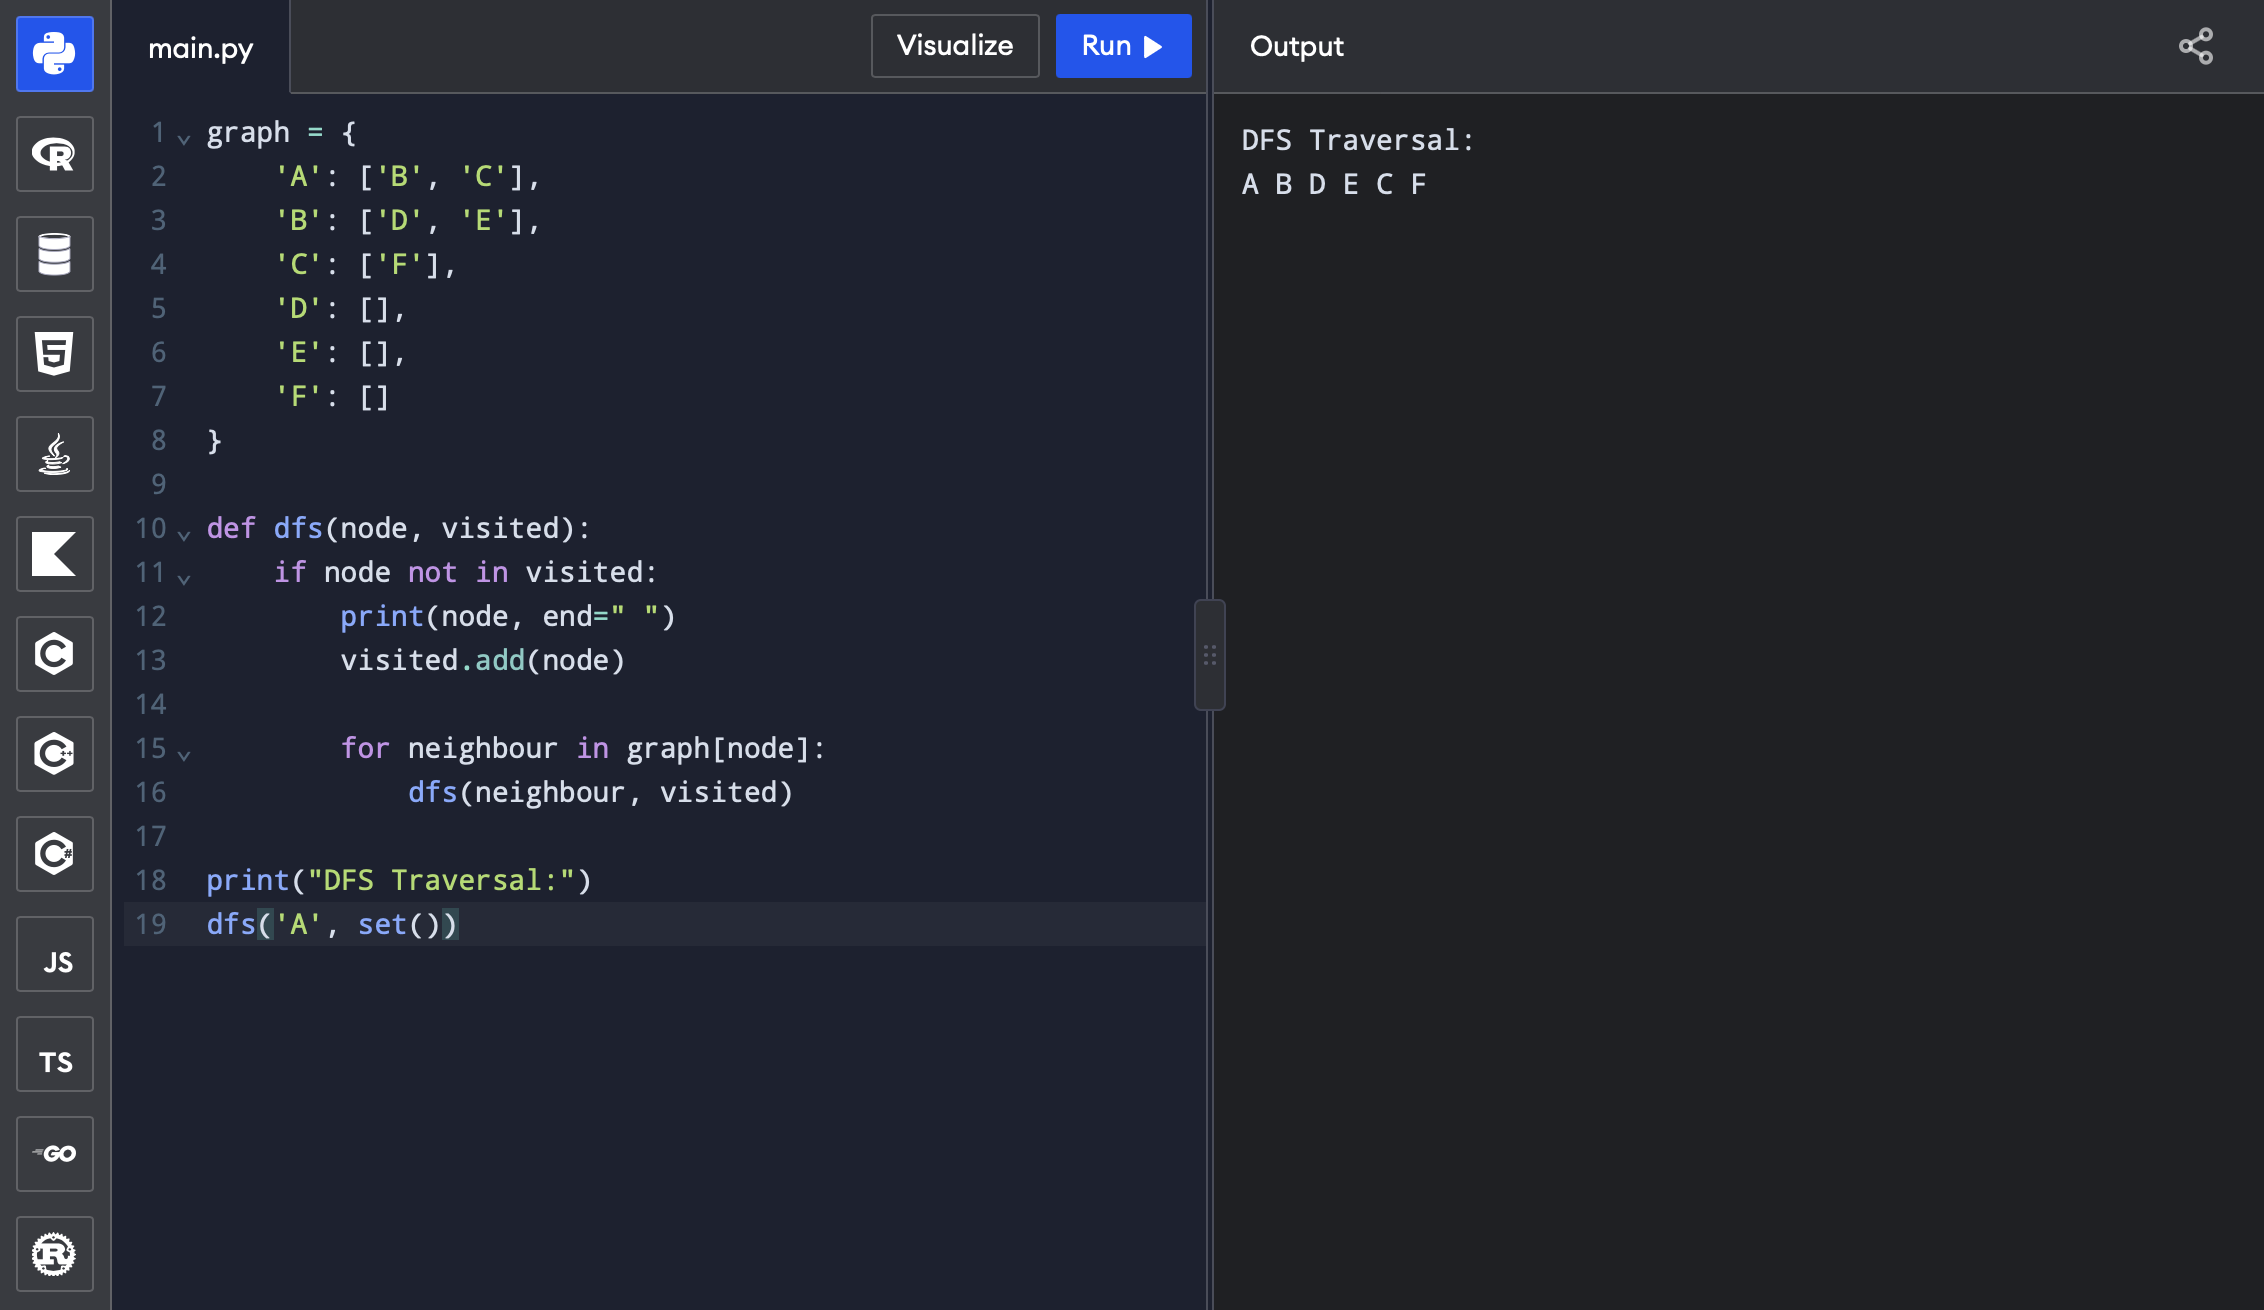 main.py
Visualize
Run
Output
1 graph = {
2     'A': ['B', 'C'],
3     'B': ['D', 'E'],
4     'C': ['F'],
5     'D': [],
6     'E': [],
7     'F': []
8 }
9
10 def dfs(node, visited):
11     if node not in visited:
12         print(node, end=" ")
13         visited.add(node)
14
15         for neighbour in graph[node]:
16             dfs(neighbour, visited)
17
18 print("DFS Traversal:")
19 dfs('A', set())
DFS Traversal:
A B D E C F
R
5
C
C++
C#
JS
TS
GO
R